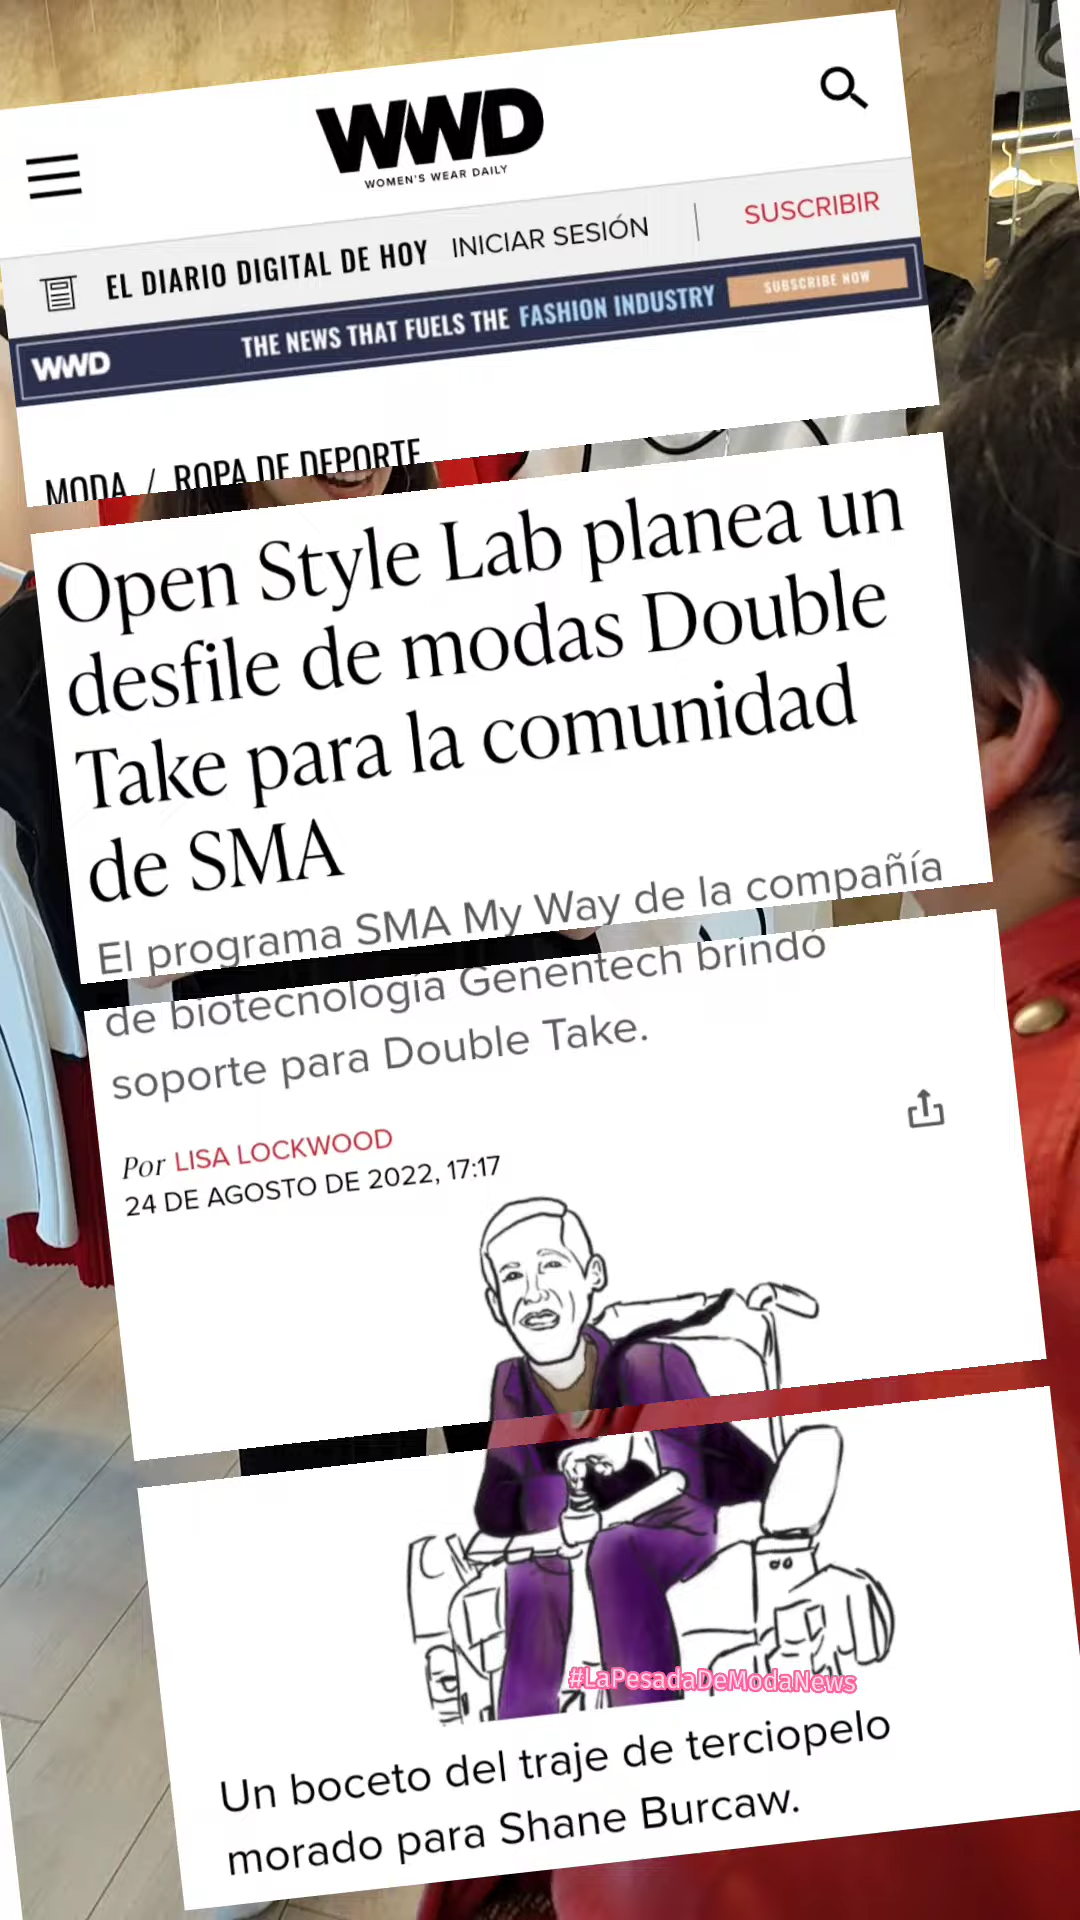 WWD
WOMEN'S WEAR DAILY
EL DIARIO DIGITAL DE HOY INICIAR SESIÓN | SUSCRIBIR
WWD THE NEWS THAT FUELS THE FASHION INDUSTRY SUBSCRIBE NOW
MODA / ROPA DE DEPORTE
Open Style Lab planea un
desfile de modas Double
Take para la comunidad
de SMA
El programa SMA My Way de la compañía
de biotecnología Genentech brindó
soporte para Double Take.
Por LISA LOCKWOOD
24 DE AGOSTO DE 2022, 17:17
#LaPesadaDeModaNews
Un boceto del traje de terciopelo
morado para Shane Burcaw.